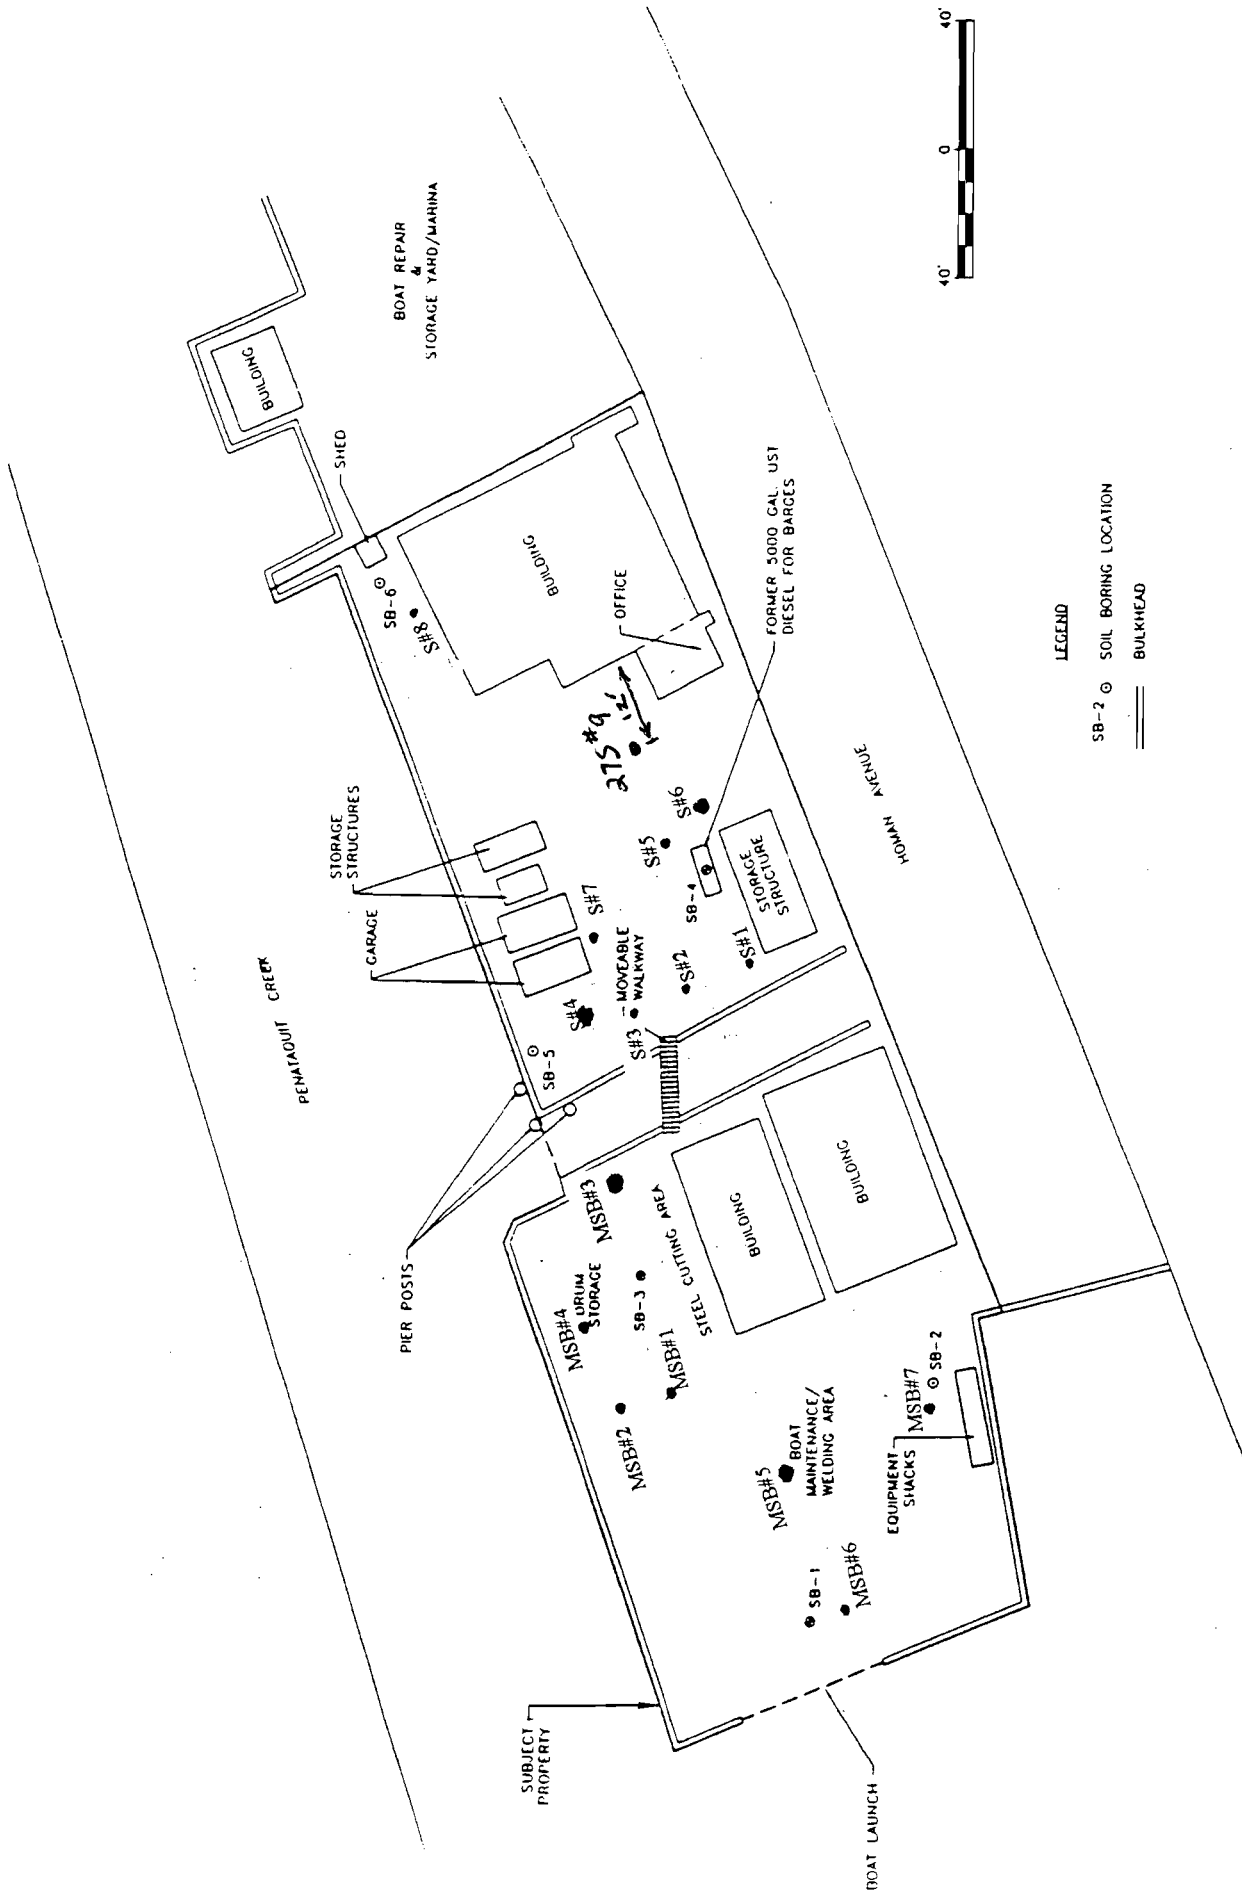 PENATAQUIT CREEK
PIER POSTS
SUBJECT
PROPERTY
BOAT LAUNCH
STORAGE
STRUCTURES
GARAGE
SHED
BUILDING
BOAT REPAIR
&
STORAGE YARD/MARINA
SB-6
S#8
BUILDING
OFFICE
FORMER 5000 GAL. UST
DIESEL FOR BARGES
275 #9
12'
S#7
S#6
S#5
SB-4
STORAGE
STRUCTURE
S#4
SB-5
S#3
MOVEABLE
WALKWAY
S#2
S#1
MSB#3
MSB#4
DRUM
STORAGE
SB-3
STEEL CUTTING AREA
MSB#1
MSB#2
BUILDING
BUILDING
MSB#5
BOAT
MAINTENANCE/
WELDING AREA
MSB#7
SB-2
EQUIPMENT
SHACKS
SB-1
MSB#6
HOMAN AVENUE
LEGEND
SB-2 SOIL BORING LOCATION
BULKHEAD
40' 0 40'